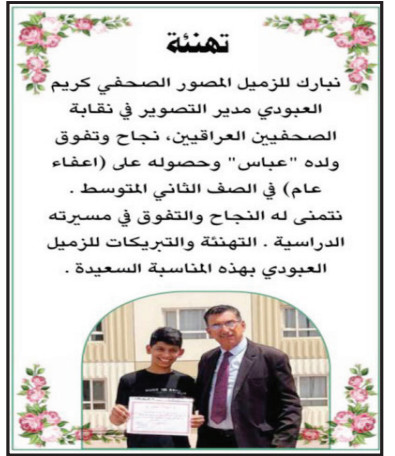 تهنئة
نبارك للزميل المصور الصحفي كريم
العبودي مدير التصوير في نقابة
الصحفيين العراقيين، نجاح وتفوق
ولده "عباس" وحصوله على (اعفاء
عام) في الصف الثاني المتوسط .
نتمنى له النجاح والتفوق في مسيرته
الدراسية . التهنئة والتبريكات للزميل
العبودي بهذه المناسبة السعيدة .